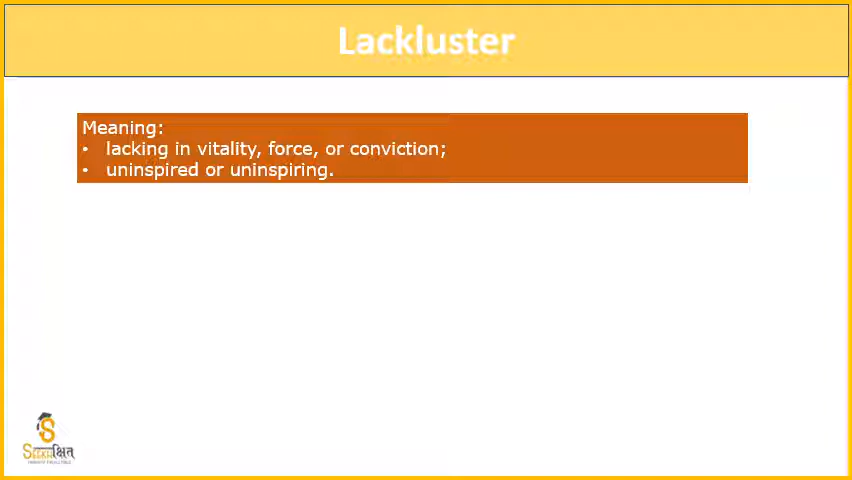 Lackluster
Meaning:
• lacking in vitality, force, or conviction;
• uninspired or uninspiring.